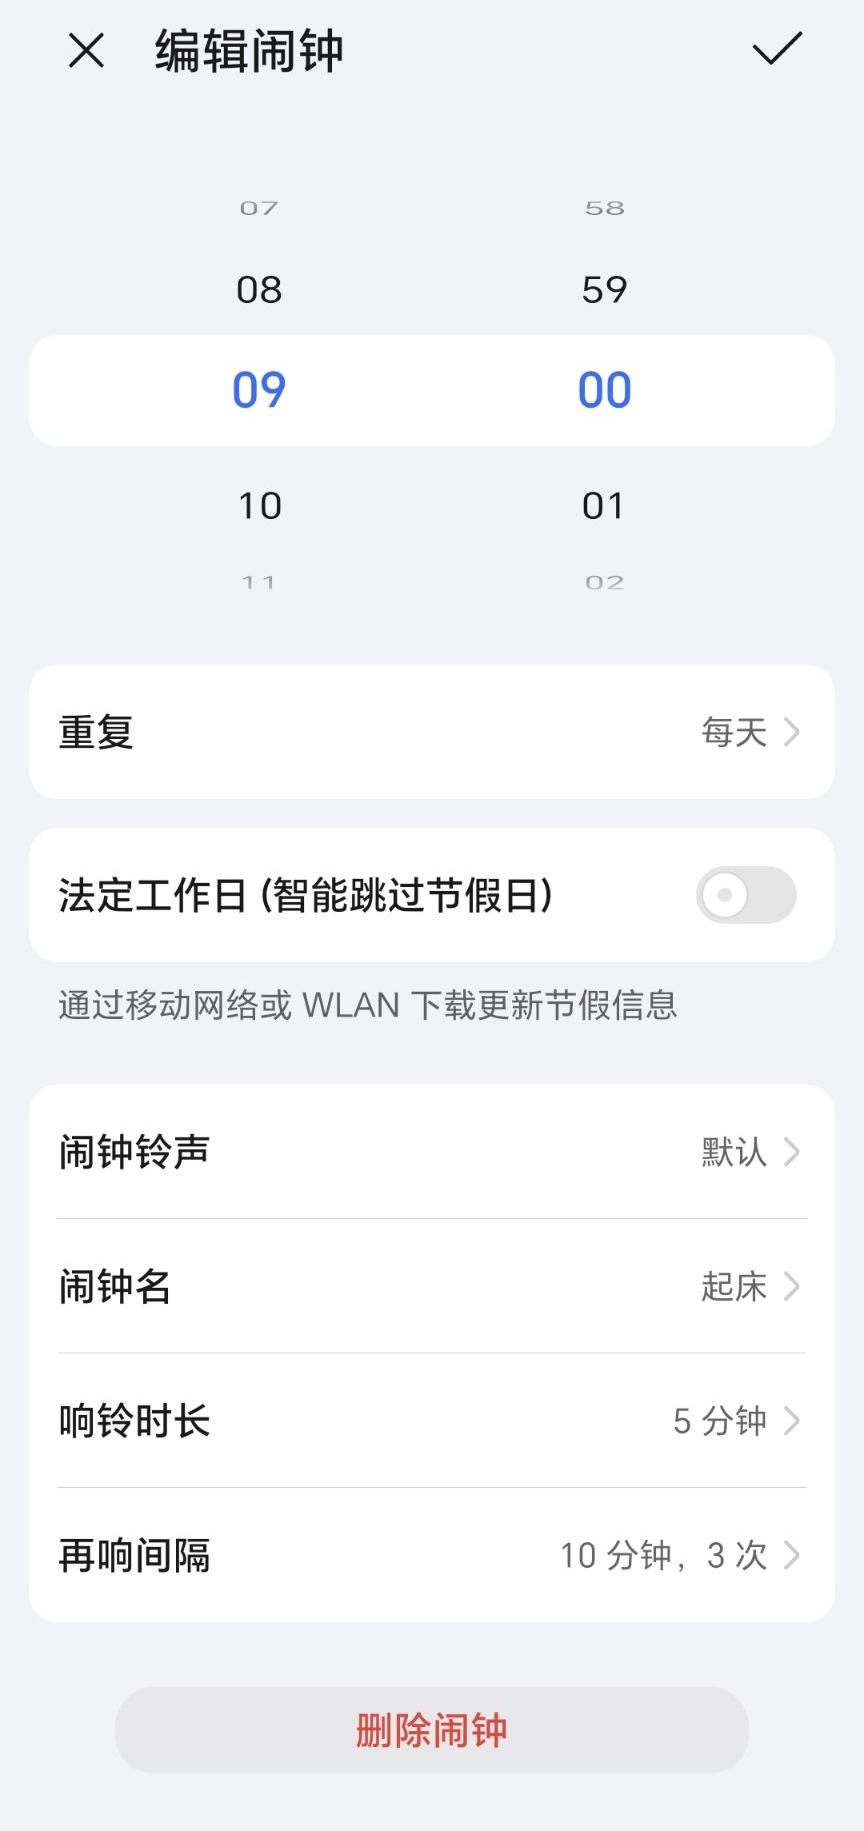 编辑闹钟
07 58
08 59
09 00
10 01
11 02
重复 每天
法定工作日 (智能跳过节假日)
通过移动网络或 WLAN 下载更新节假信息
闹钟铃声 默认
闹钟名 起床
响铃时长 5 分钟
再响间隔 10 分钟，3 次
删除闹钟